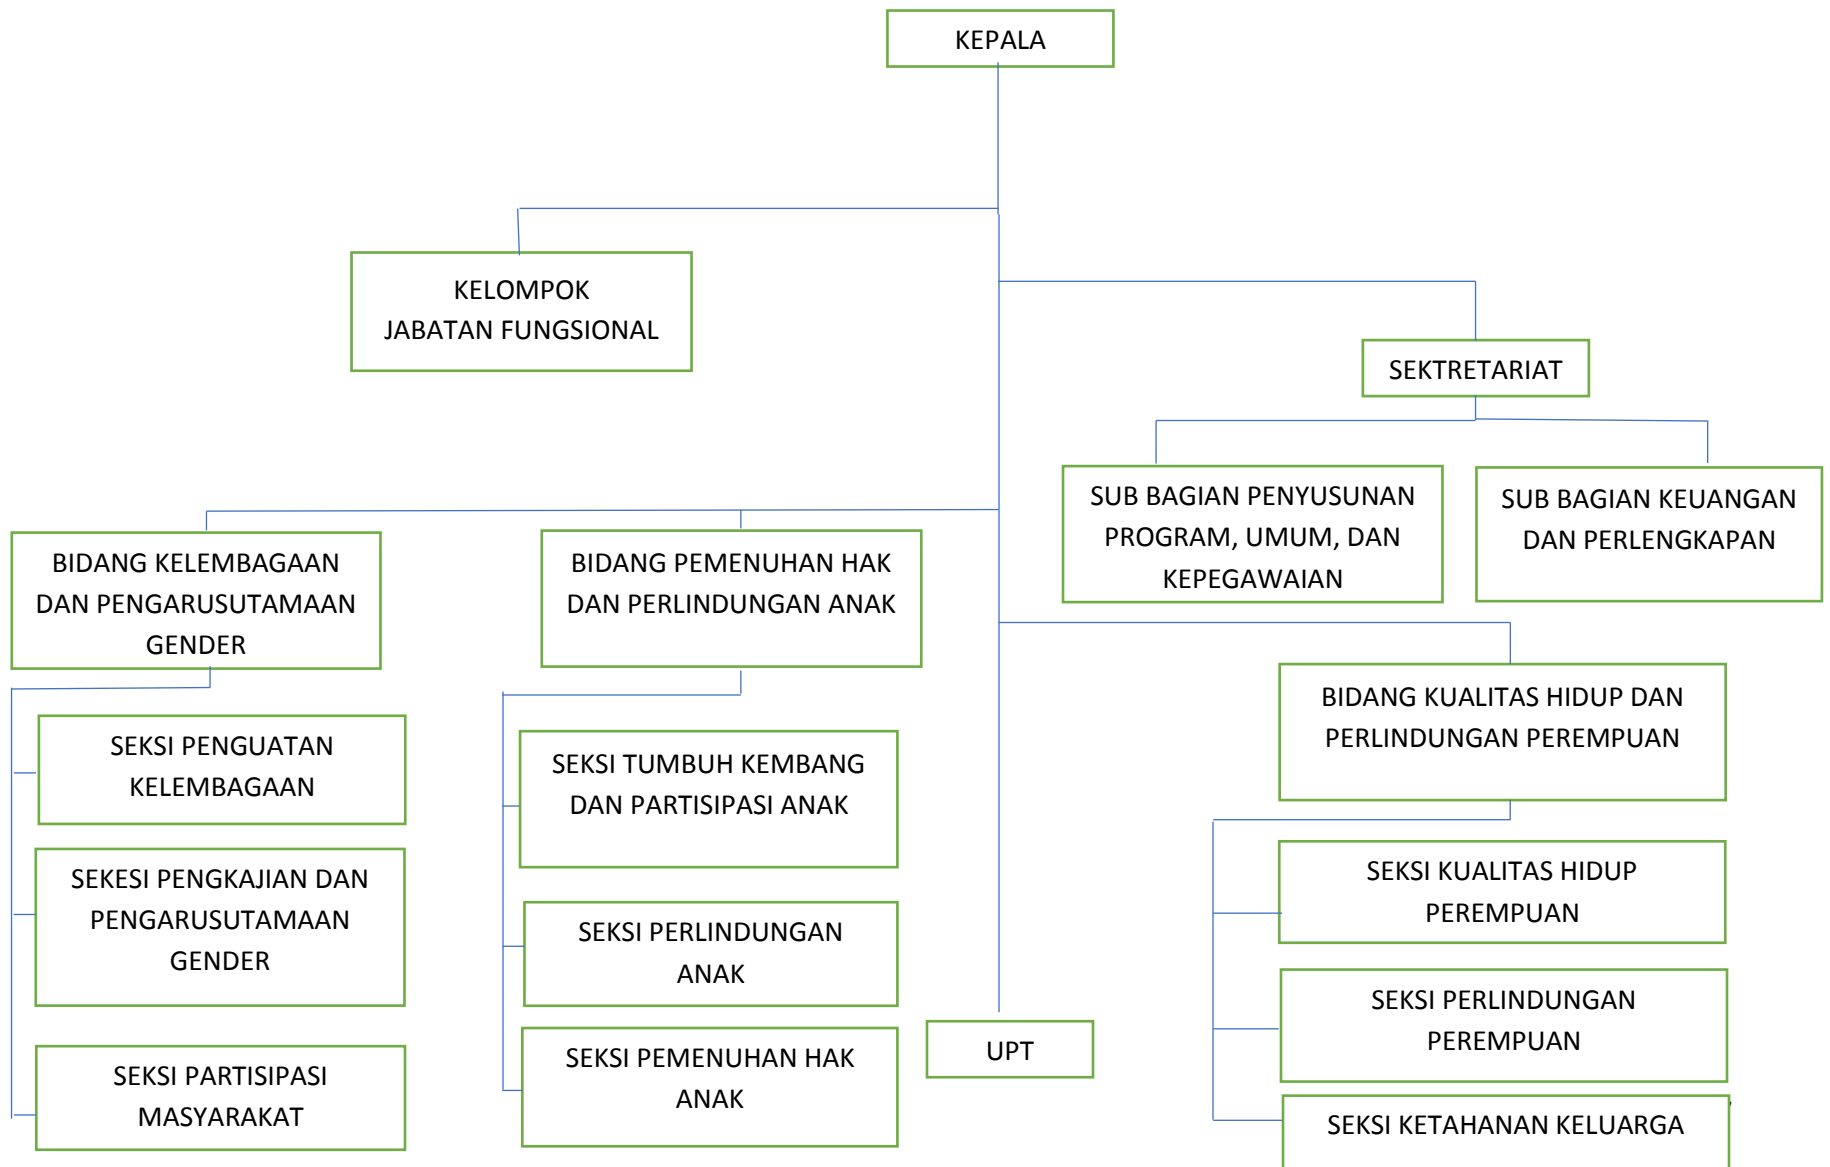 KEPALA
KELOMPOK
JABATAN FUNGSIONAL
SEKTRETARIAT
SUB BAGIAN PENYUSUNAN
PROGRAM, UMUM, DAN
KEPEGAWAIAN
SUB BAGIAN KEUANGAN
DAN PERLENGKAPAN
BIDANG KELEMBAGAAN
DAN PENGARUSUTAMAAN
GENDER
SEKSI PENGUATAN
KELEMBAGAAN
SEKESI PENGKAJIAN DAN
PENGARUSUTAMAAN
GENDER
SEKSI PARTISIPASI
MASYARAKAT
BIDANG PEMENUHAN HAK
DAN PERLINDUNGAN ANAK
SEKSI TUMBUH KEMBANG
DAN PARTISIPASI ANAK
SEKSI PERLINDUNGAN
ANAK
SEKSI PEMENUHAN HAK
ANAK
UPT
BIDANG KUALITAS HIDUP DAN
PERLINDUNGAN PEREMPUAN
SEKSI KUALITAS HIDUP
PEREMPUAN
SEKSI PERLINDUNGAN
PEREMPUAN
SEKSI KETAHANAN KELUARGA